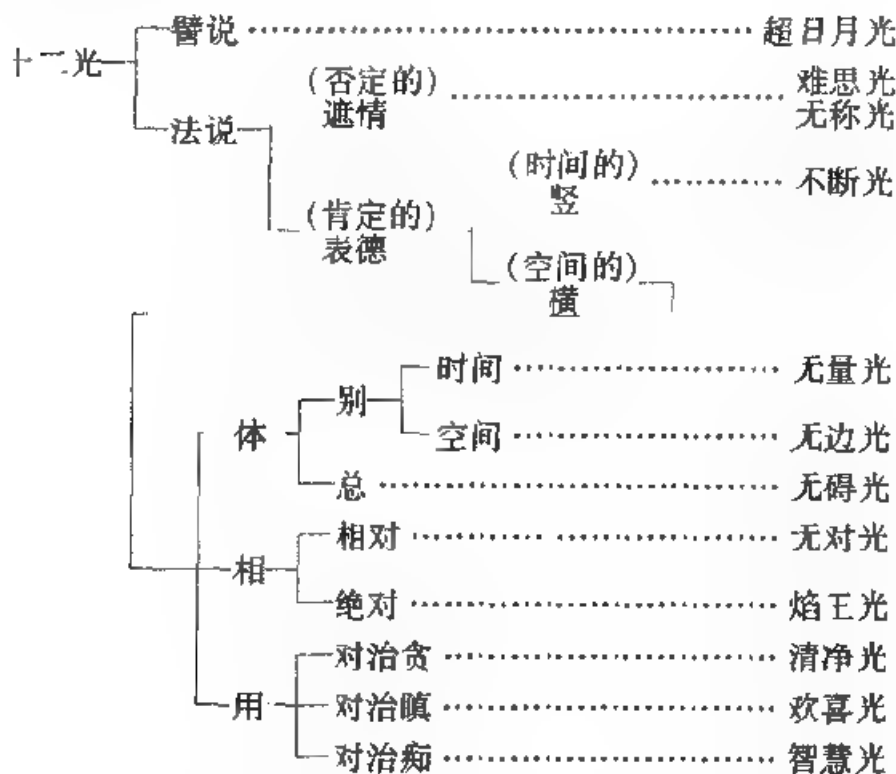 譬说 超日月光
十二光
(否定的) 难思光
遮情 无称光
法说
(时间的) 不断光
竖
(肯定的)
表德
(空间的)
横
时间 无量光
别
体
空间 无边光
总 无碍光
相对 无对光
相
绝对 焰王光
对治贪 清净光
用 对治瞋 欢喜光
对治痴 智慧光